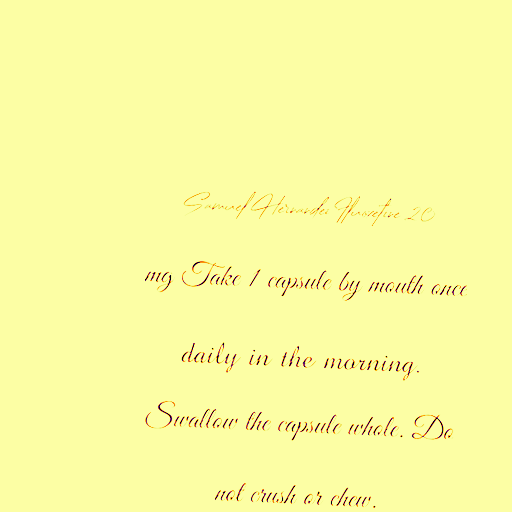 Samuel Hernandez Fluoxetine 20
mg Take 1 capsule by mouth once
daily in the morning.
Swallow the capsule whole. Do
not crush or chew.